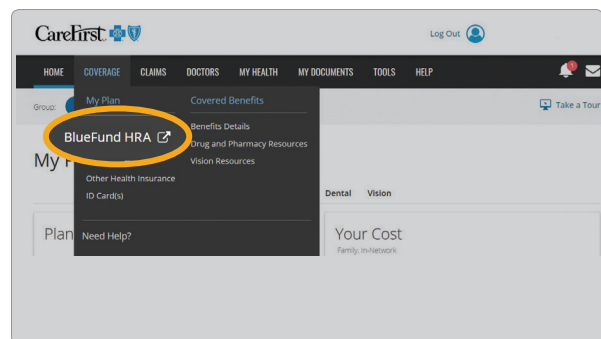 CareFirst
Log Out
HOME COVERAGE CLAIMS DOCTORS MY HEALTH MY DOCUMENTS TOOLS HELP
1
Group:
My Plan
Covered Benefits
Take a Tour
BlueFund HRA
Benefits Details
Drug and Pharmacy Resources
My P
Vision Resources
Other Health Insurance
ID Card(s)
Dental Vision
Plan
Need Help?
Your Cost
Family, In-Network